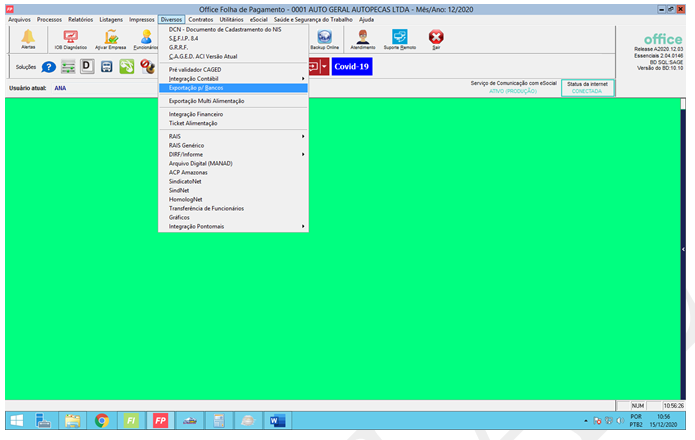 FP
Office Folha de Pagamento - 0001 AUTO GERAL AUTOPECAS LTDA - Mês/Ano: 12/2020
Arquivos Processos Relatórios Listagens Impressos Diversos Contratos Utilitários eSocial Saúde e Segurança do Trabalho Ajuda
DCN - Documento de Cadastramento do NIS
S.E.F.I.P. 8.4
G.R.R.F.
C.A.G.E.D. ACI Versão Atual
Pré validador CAGED
Integração Contábil
Exportação p/ Bancos
Exportação Multi Alimentação
Integração Financeiro
Ticket Alimentação
RAIS
RAIS Genérico
DIRF/Informe
Arquivo Digital (MANAD)
ACP Amazonas
SindicatoNet
SindNet
HomologNet
Transferência de Funcionários
Gráficos
Integração Pontomais
Alertas IOB Diagnóstico Ativar Empresa Funcionários Backup Online Atendimento Suporte Remoto Sair
office
Release A2020.12.03
Essenciais 2.04.0146
BD SQL:SAGE
Versão do BD:10.10
Soluções D Covid-19
Usuário atual: ANA
Serviço de Comunicação com eSocial
ATIVO (PRODUÇÃO)
Status da internet
CONECTADA
NUM 10:56:26
FI FP
POR 10:56
PTB2 15/12/2020